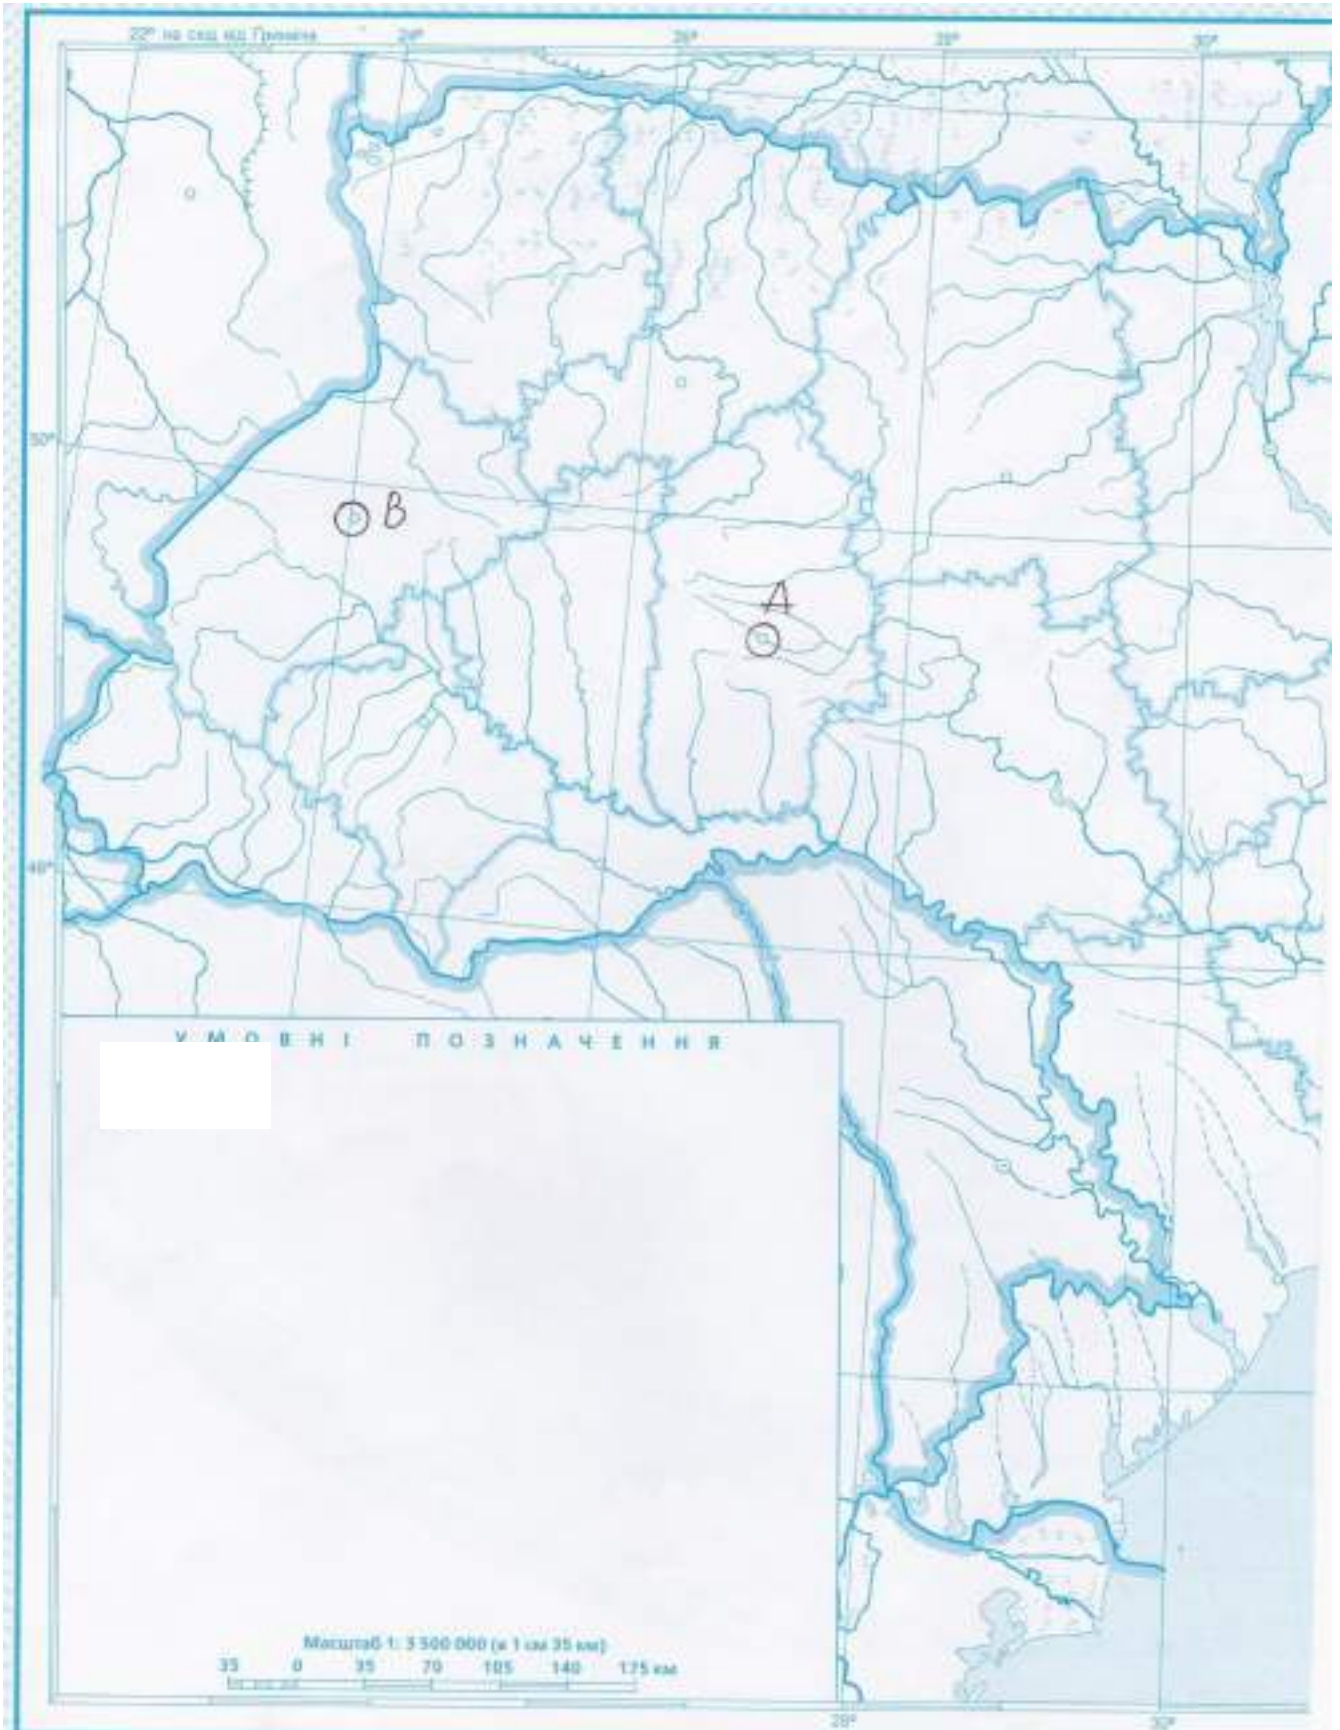 22° на схід від Гринвіча 24° 26° 28° 30°
50°
В
А
48°
УМОВНІ ПОЗНАЧЕННЯ
Масштаб 1: 3 500 000 (в 1 см 35 км)
35 0 35 70 105 140 175 км
28° 30°